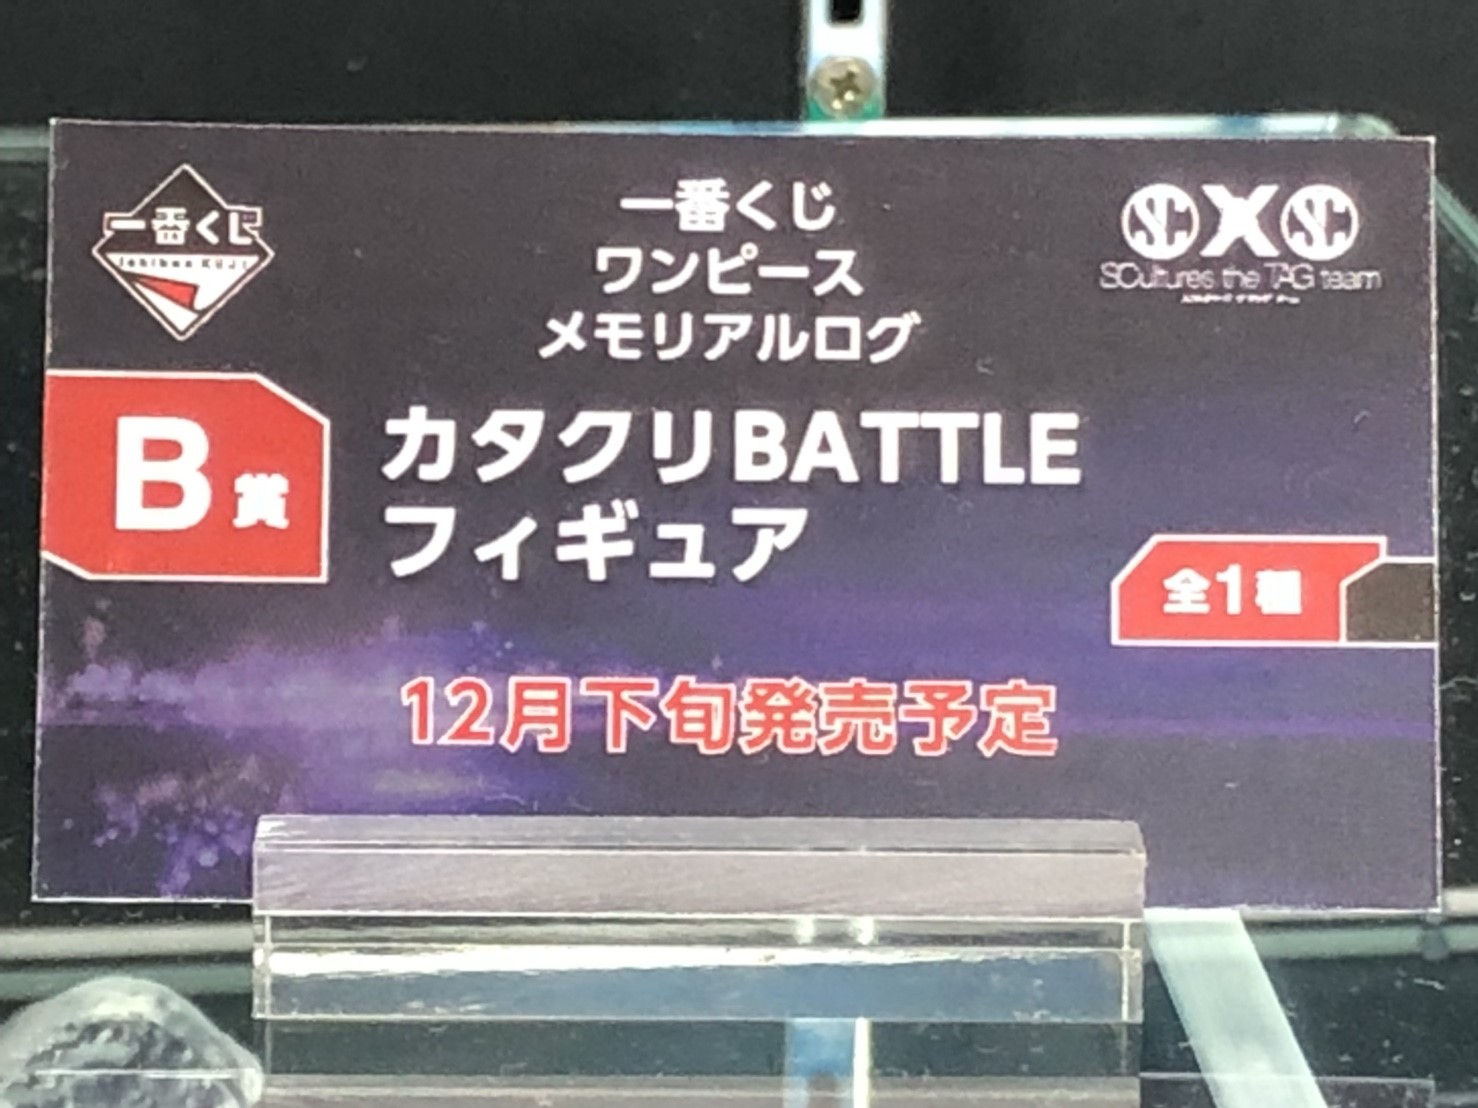 一番くじ
Ichiban KUJI
一番くじ
ワンピース
メモリアルログ
SC X SC
SCultures the TAG team
B賞
カタクリBATTLE
フィギュア
全1種
12月下旬発売予定